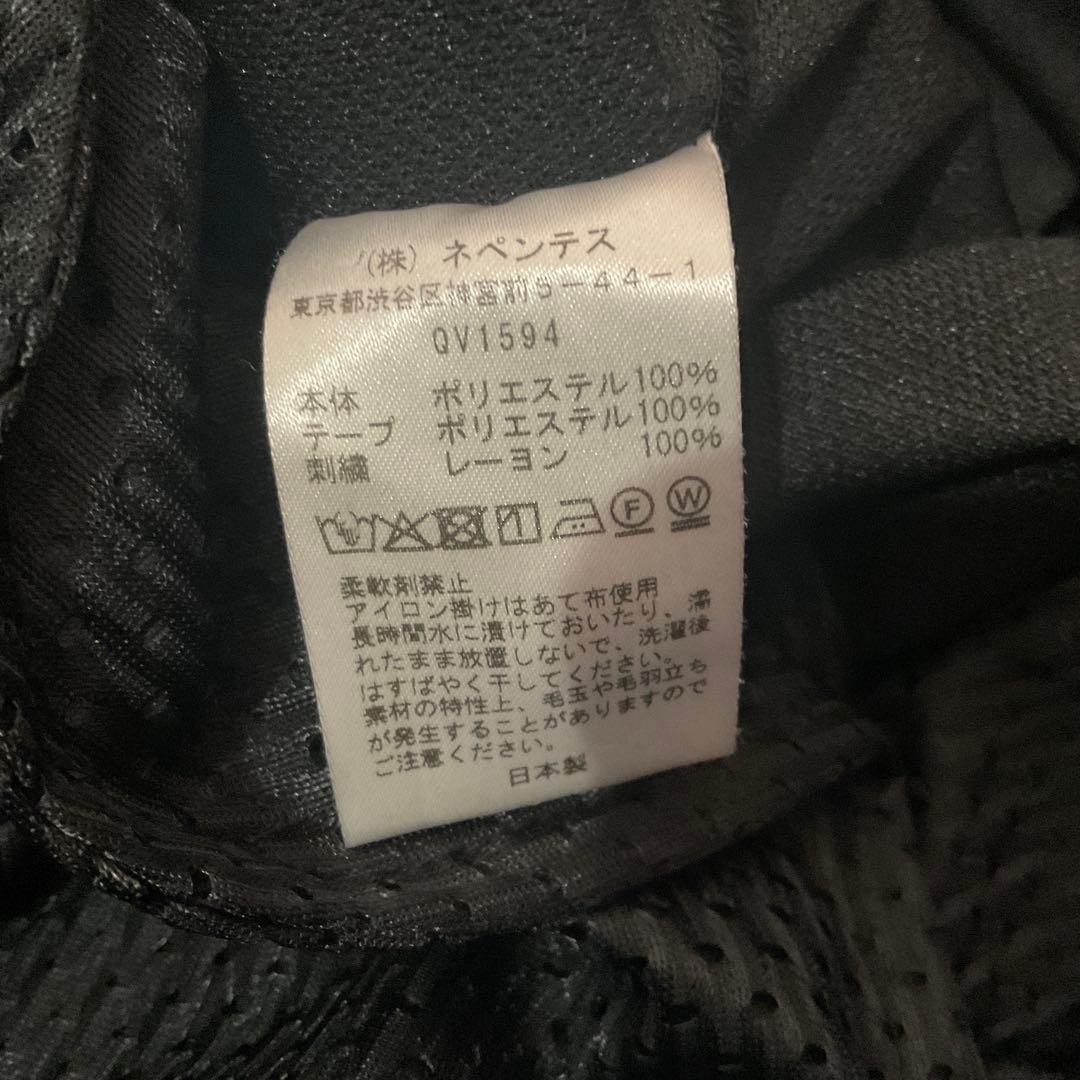 (株) ネペンテス
東京都渋谷区神宮前5-44-1
QV1594
本体 ポリエステル100%
テープ ポリエステル100%
刺繍 レーヨン 100%
F W
柔軟剤禁止
アイロン掛けはあて布使用
長時間水に漬けておいたり、濡
れたまま放置しないで、洗濯後
はすばやく干してください。
素材の特性上、毛玉や毛羽立ち
が発生することがありますので
ご注意ください。
日本製